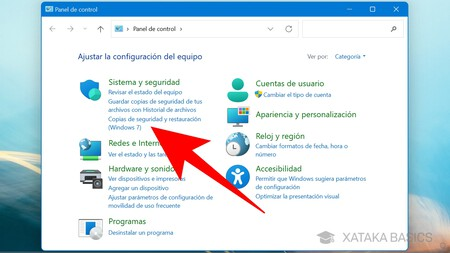 Panel de control
Panel de control
Ajustar la configuración del equipo
Ver por: Categoría
Sistema y seguridad
Revisar el estado del equipo
Guardar copias de seguridad de tus
archivos con Historial de archivos
Copias de seguridad y restauración
(Windows 7)
Redes e Intern
Ver el estado y las tare
Hardware y sonido
Ver dispositivos e impresoras
Agregar un dispositivo
Ajustar parámetros de configuración de
movilidad de uso frecuente
Programas
Desinstalar un programa
Cuentas de usuario
Cambiar el tipo de cuenta
Apariencia y personalización
Reloj y región
Cambiar formatos de fecha, hora o
número
Accesibilidad
Permitir que Windows sugiera parámetros
de configuración
Optimizar la presentación visual
XATAKA BASICS